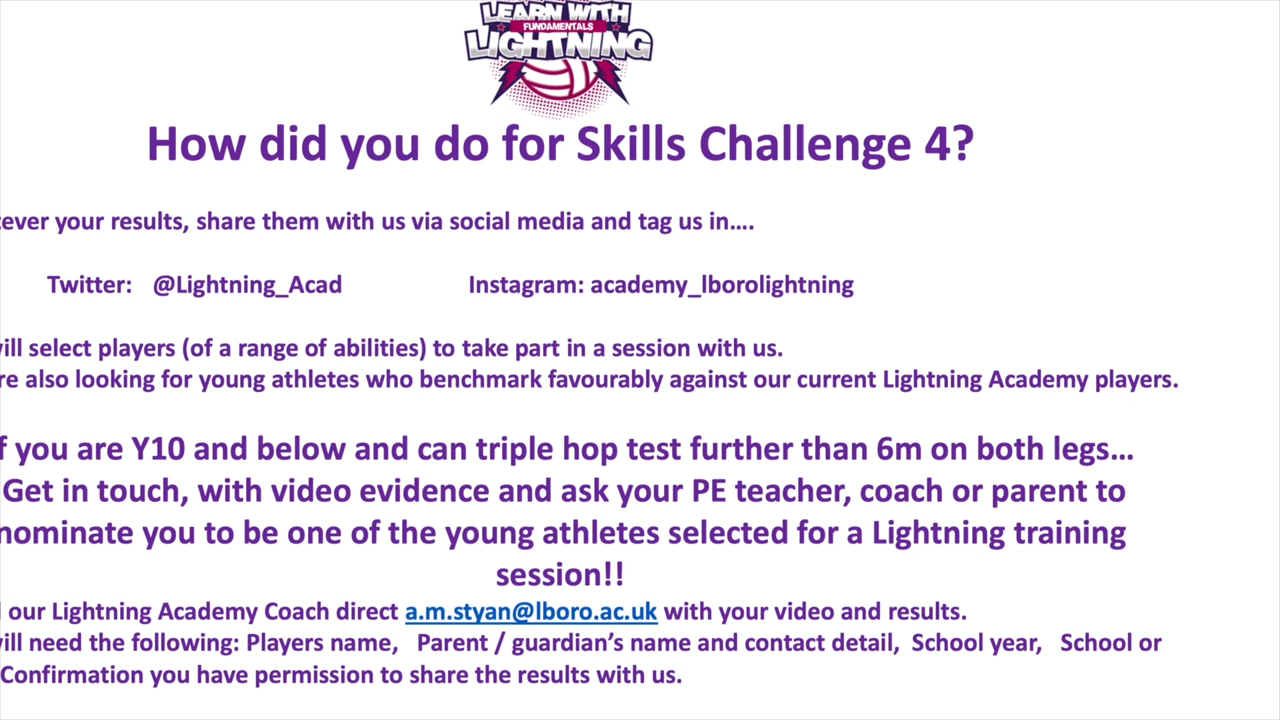 LEARN WITH
FUNDAMENTALS
LIGHTNING
How did you do for Skills Challenge 4?
ever your results, share them with us via social media and tag us in....
Twitter: @Lightning_Acad Instagram: academy_lborolightning
ill select players (of a range of abilities) to take part in a session with us.
re also looking for young athletes who benchmark favourably against our current Lightning Academy players.
f you are Y10 and below and can triple hop test further than 6m on both legs...
Get in touch, with video evidence and ask your PE teacher, coach or parent to
nominate you to be one of the young athletes selected for a Lightning training
session!!
our Lightning Academy Coach direct a.m.styan@lboro.ac.uk with your video and results.
ill need the following: Players name, Parent / guardian's name and contact detail, School year, School or
Confirmation you have permission to share the results with us.